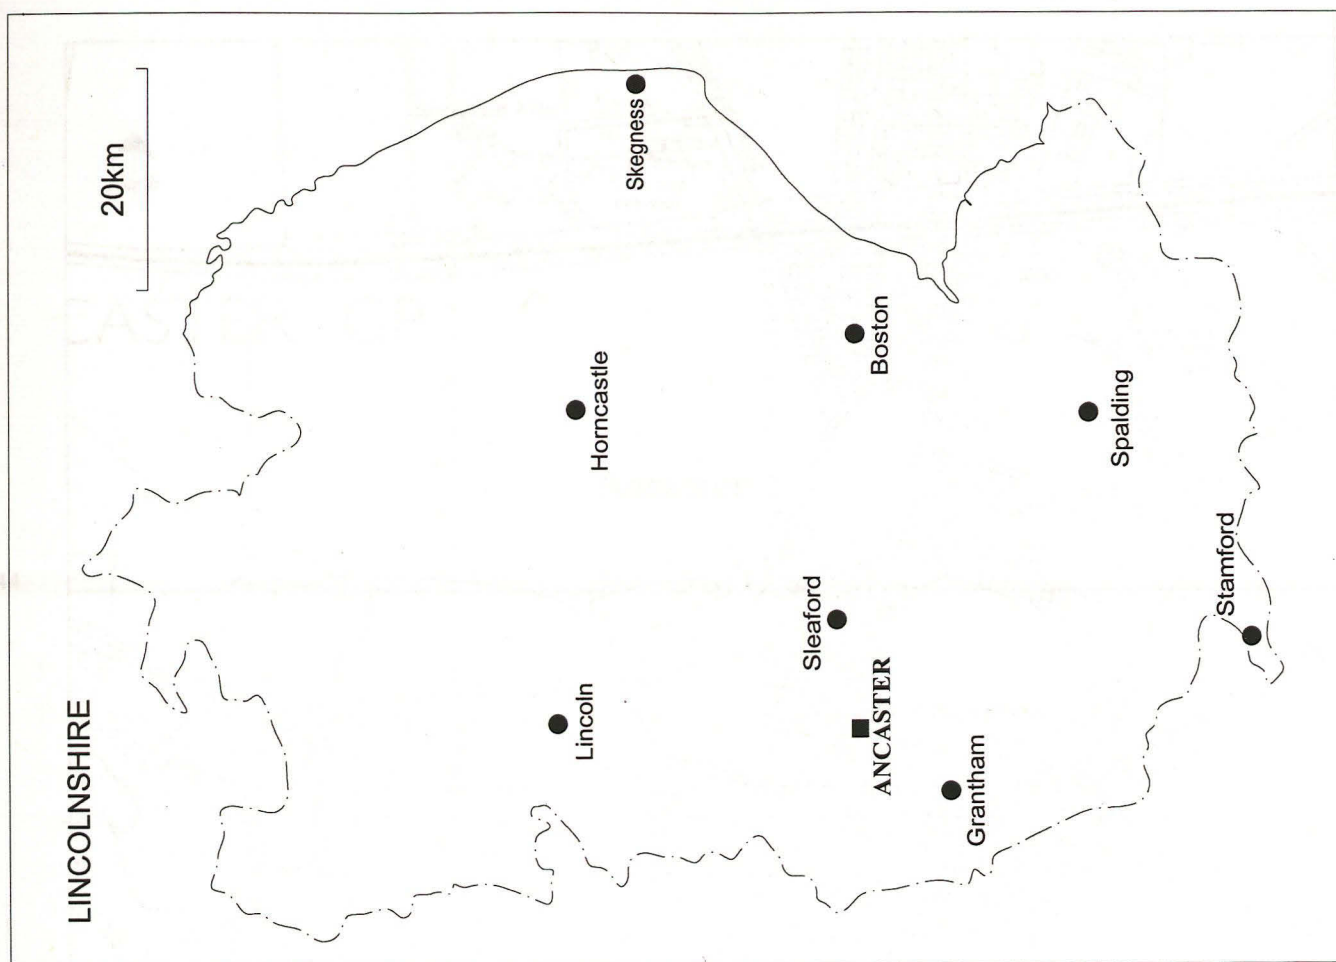 LINCOLNSHIRE
20km
Skegness
Horncastle
Lincoln
Boston
Sleaford
ANCASTER
Grantham
Spalding
Stamford